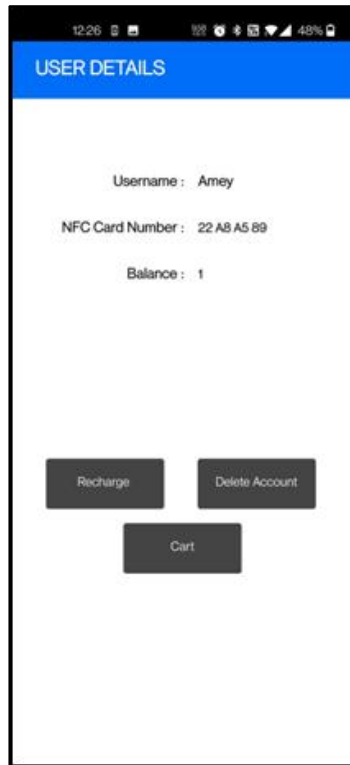 12:26 48%
USER DETAILS
Username : Amey
NFC Card Number : 22 A8 A5 89
Balance : 1
Recharge Delete Account
Cart